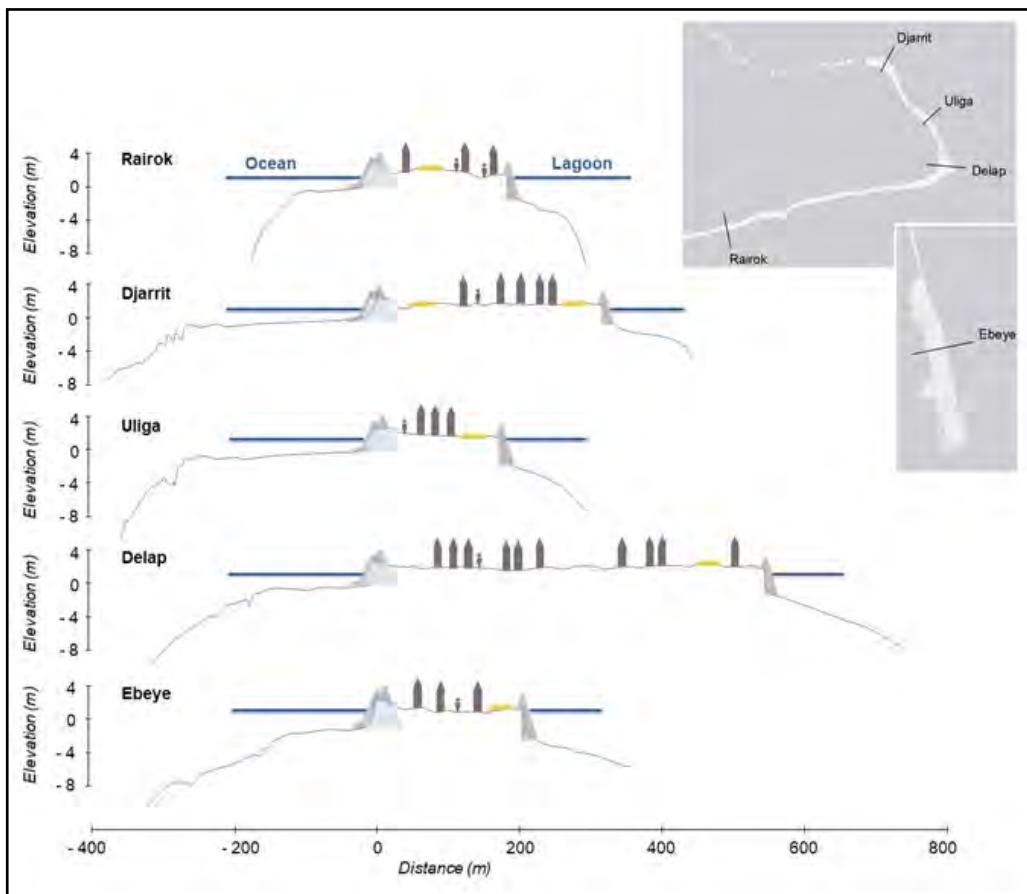 Djarrit
Uliga
Delap
Rairok
Ebeye
Rairok
Ocean
Lagoon
Elevation (m)
4
0
- 4
- 8
Djarrit
Elevation (m)
4
0
- 4
- 8
Uliga
Elevation (m)
4
0
- 4
- 8
Delap
Elevation (m)
4
0
- 4
- 8
Ebeye
Elevation (m)
4
0
- 4
- 8
- 400
- 200
0
200
400
600
800
Distance (m)